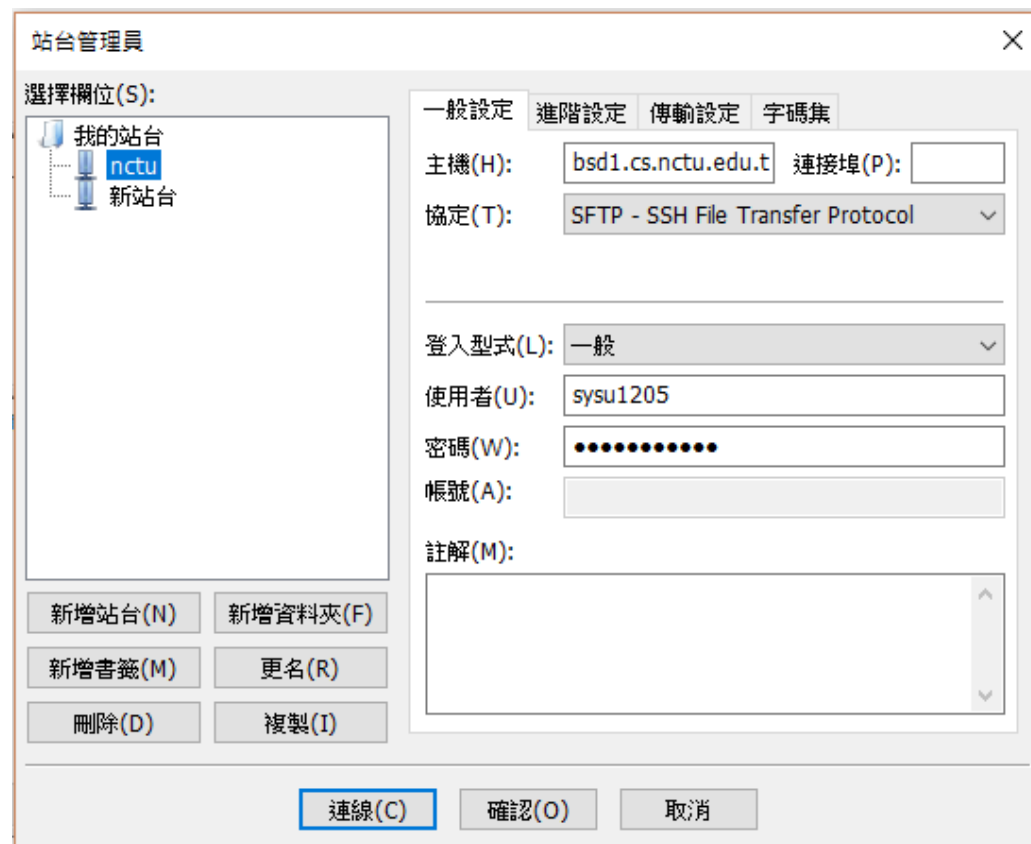 站台管理員
選擇欄位(S):
我的站台
nctu
新站台
新增站台(N) 新增資料夾(F)
新增書籤(M) 更名(R)
刪除(D) 複製(I)
一般設定 進階設定 傳輸設定 字碼集
主機(H): bsd1.cs.nctu.edu.t 連接埠(P):
協定(T): SFTP - SSH File Transfer Protocol
登入型式(L): 一般
使用者(U): sysu1205
密碼(W): ●●●●●●●●●●●
帳號(A):
註解(M):
連線(C) 確認(O) 取消